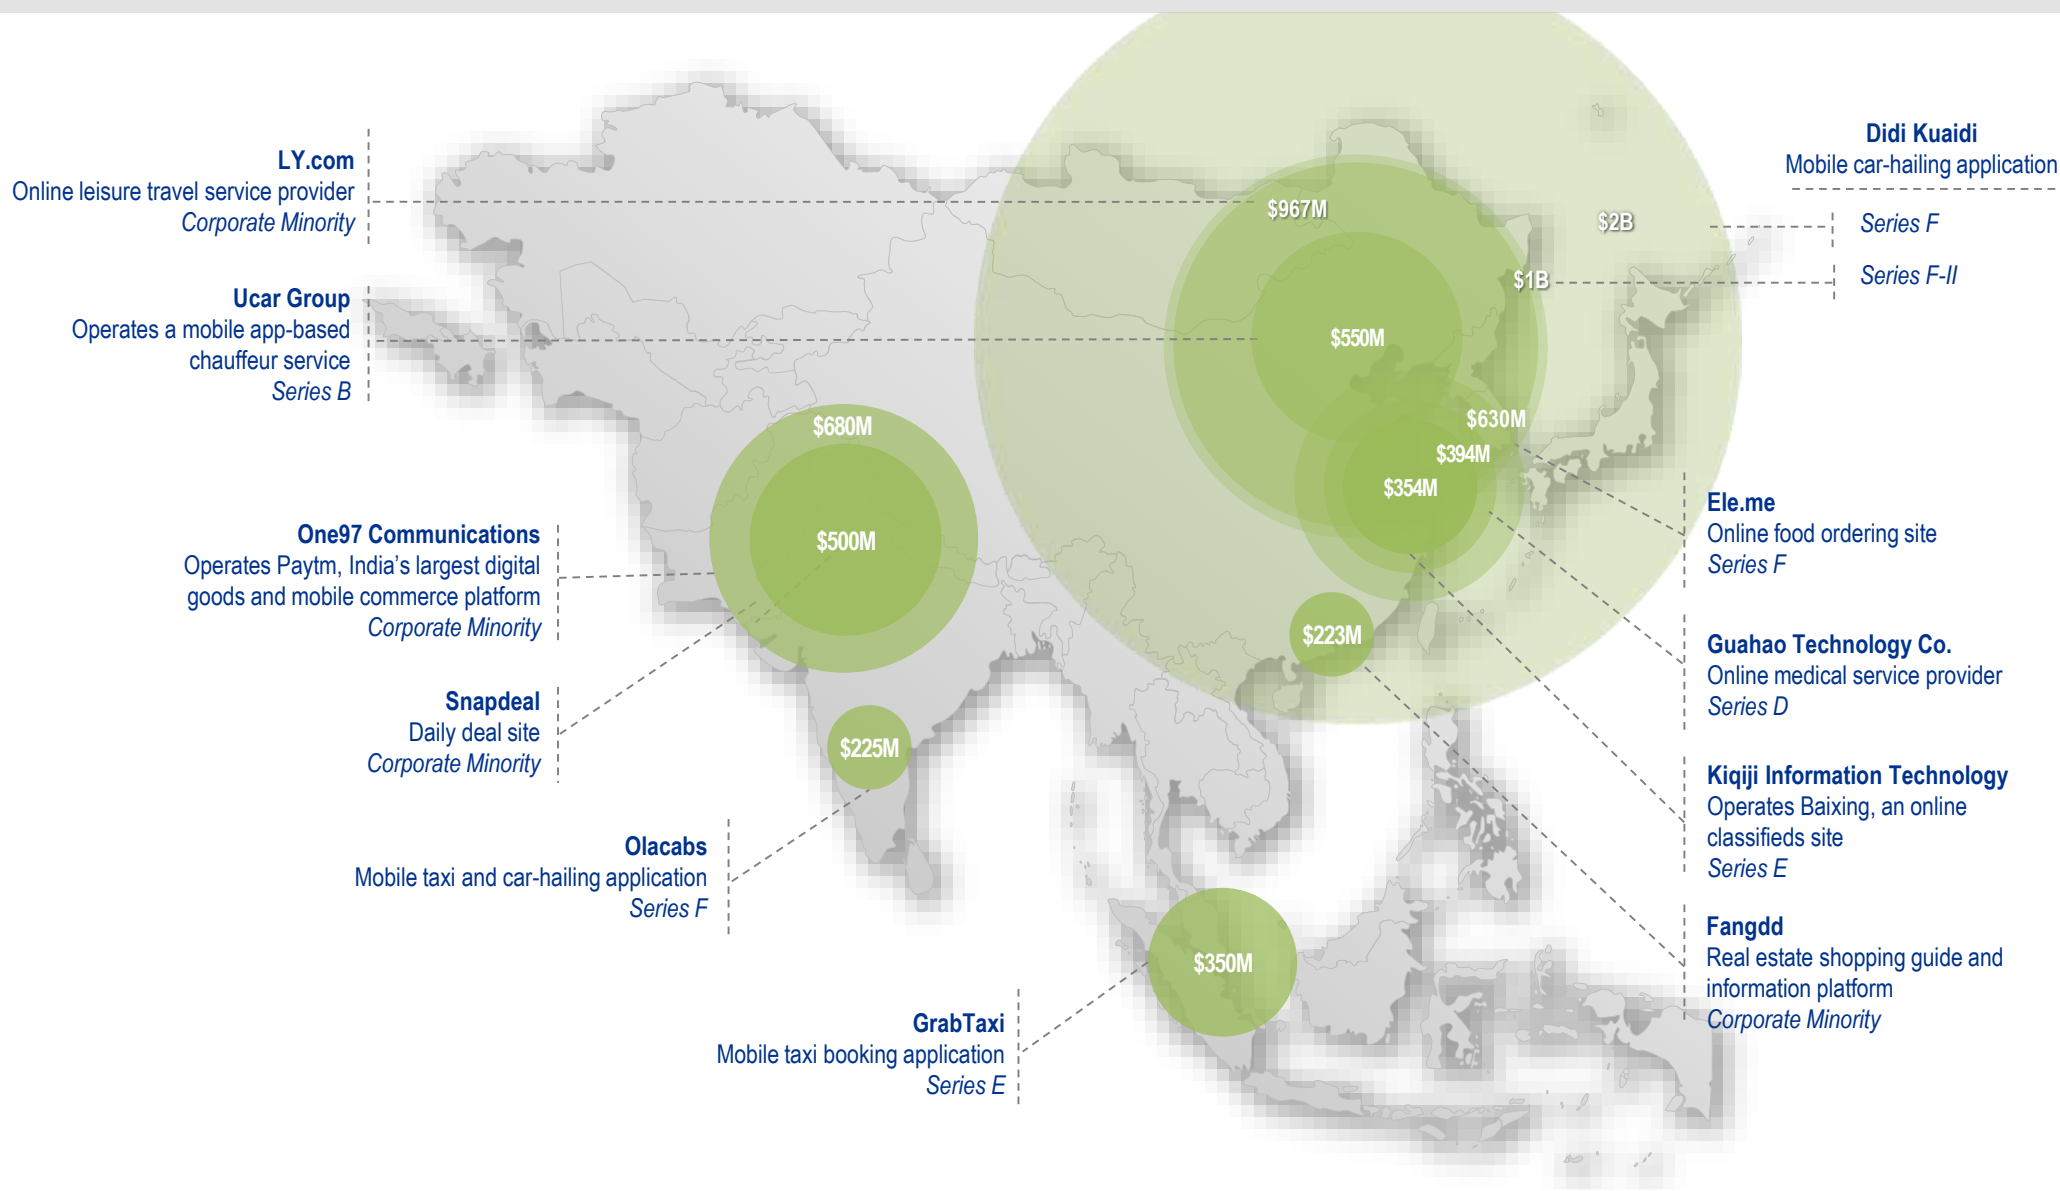 LY.com
Online leisure travel service provider
Corporate Minority
Ucar Group
Operates a mobile app-based
chauffeur service
Series B
One97 Communications
Operates Paytm, India’s largest digital
goods and mobile commerce platform
Corporate Minority
Snapdeal
Daily deal site
Corporate Minority
Olacabs
Mobile taxi and car-hailing application
Series F
GrabTaxi
Mobile taxi booking application
Series E
$680M
$500M
$225M
$350M
$967M
$2B
$1B
$550M
$630M
$394M
$354M
$223M
Didi Kuaidi
Mobile car-hailing application
Series F
Series F-II
Ele.me
Online food ordering site
Series F
Guahao Technology Co.
Online medical service provider
Series D
Kiqiji Information Technology
Operates Baixing, an online
classifieds site
Series E
Fangdd
Real estate shopping guide and
information platform
Corporate Minority